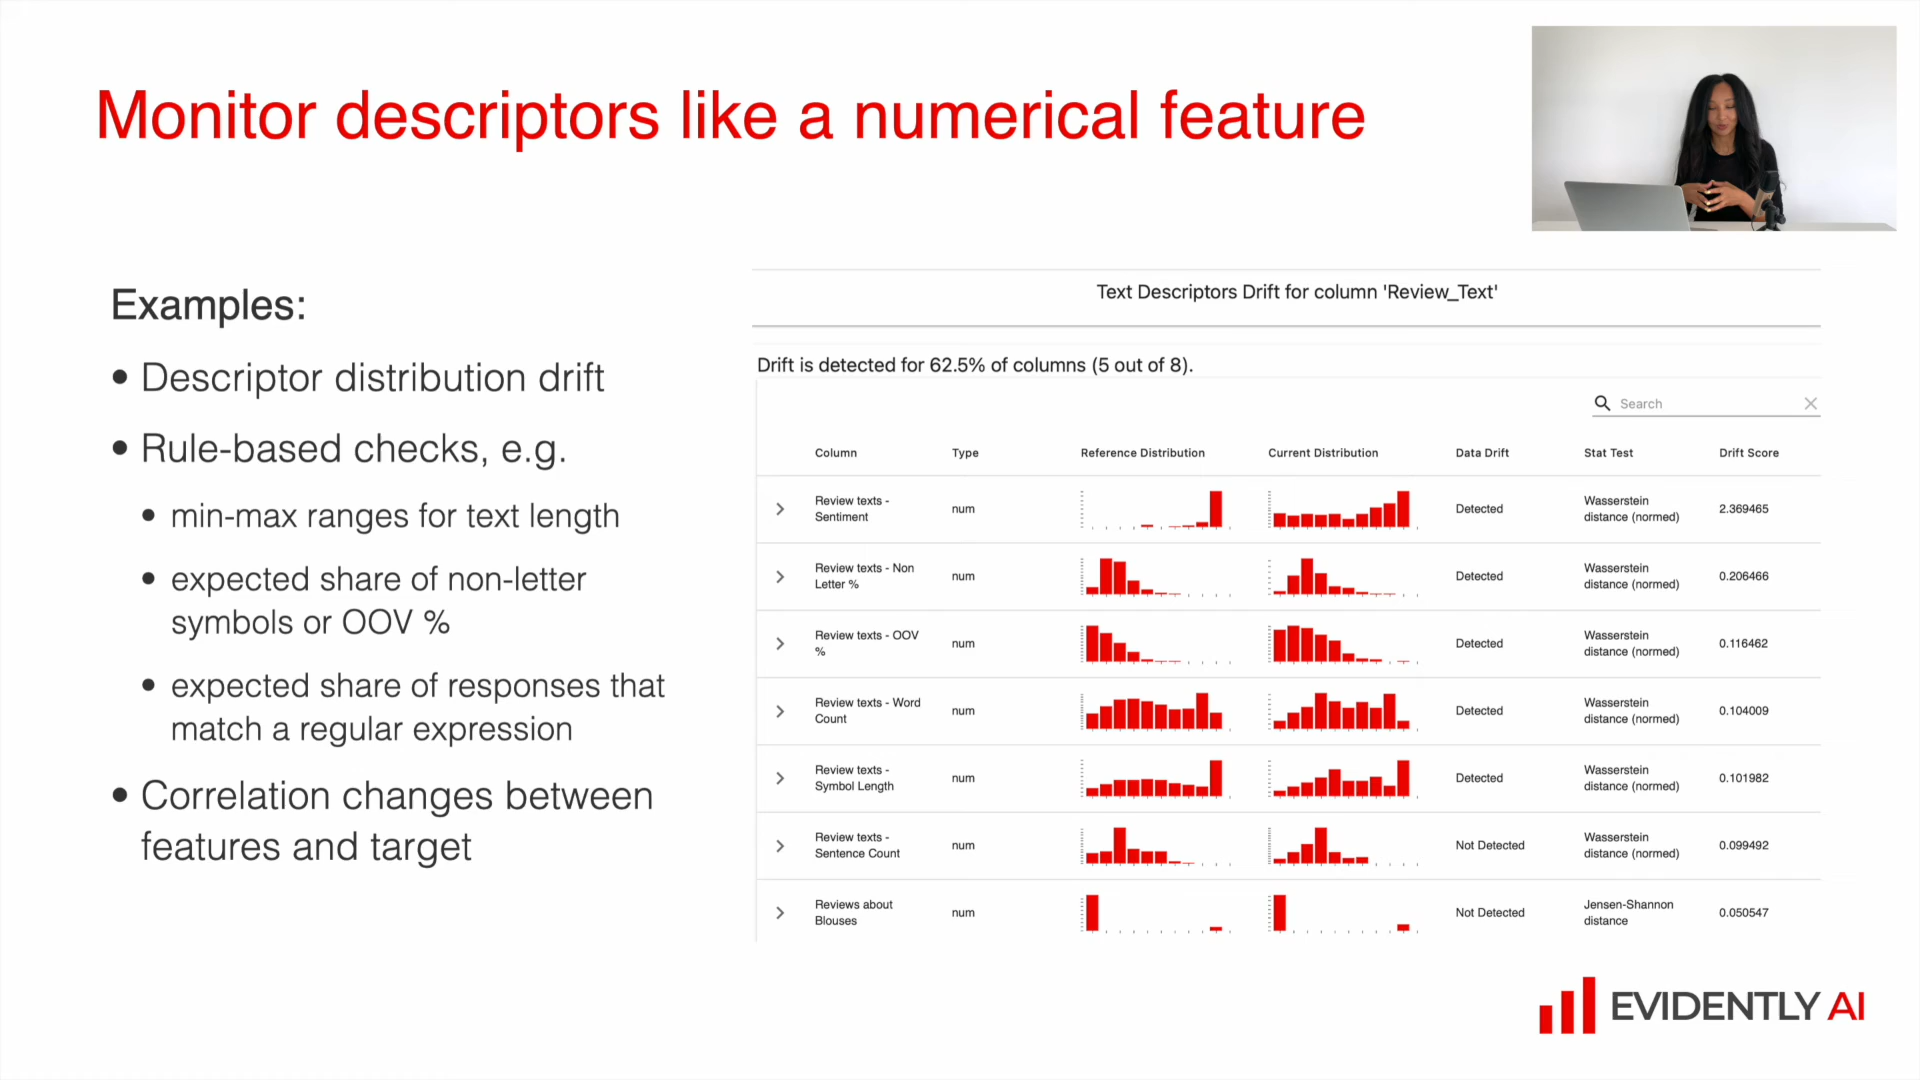 Monitor descriptors like a numerical feature
Examples:
• Descriptor distribution drift
• Rule-based checks, e.g.
• min-max ranges for text length
• expected share of non-letter
symbols or OOV %
• expected share of responses that
match a regular expression
• Correlation changes between
features and target
Text Descriptors Drift for column 'Review_Text'
Drift is detected for 62.5% of columns (5 out of 8).
Search
Column Type Reference Distribution Current Distribution Data Drift Stat Test Drift Score
Review texts -
Sentiment
num
Detected
Wasserstein
distance (normed)
2.369465
Review texts - Non
Letter %
num
Detected
Wasserstein
distance (normed)
0.206466
Review texts - OOV
%
num
Detected
Wasserstein
distance (normed)
0.116462
Review texts - Word
Count
num
Detected
Wasserstein
distance (normed)
0.104009
Review texts -
Symbol Length
num
Detected
Wasserstein
distance (normed)
0.101982
Review texts -
Sentence Count
num
Not Detected
Wasserstein
distance (normed)
0.099492
Reviews about
Blouses
num
Not Detected
Jensen-Shannon
distance
0.050547
EVIDENTLY AI